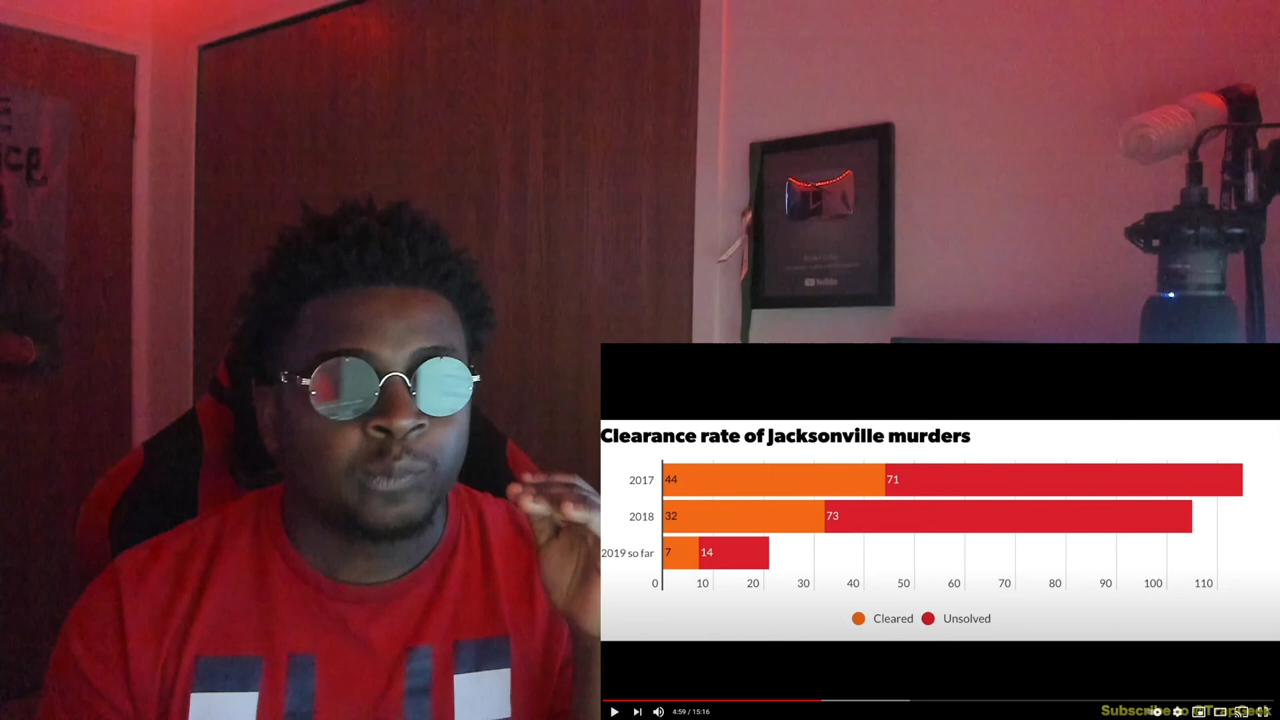 YouTube
Clearance rate of Jacksonville murders
2017 44 71
2018 32 73
2019 so far 7 14
0 10 20 30 40 50 60 70 80 90 100 110
Cleared Unsolved
4:59 / 15:16